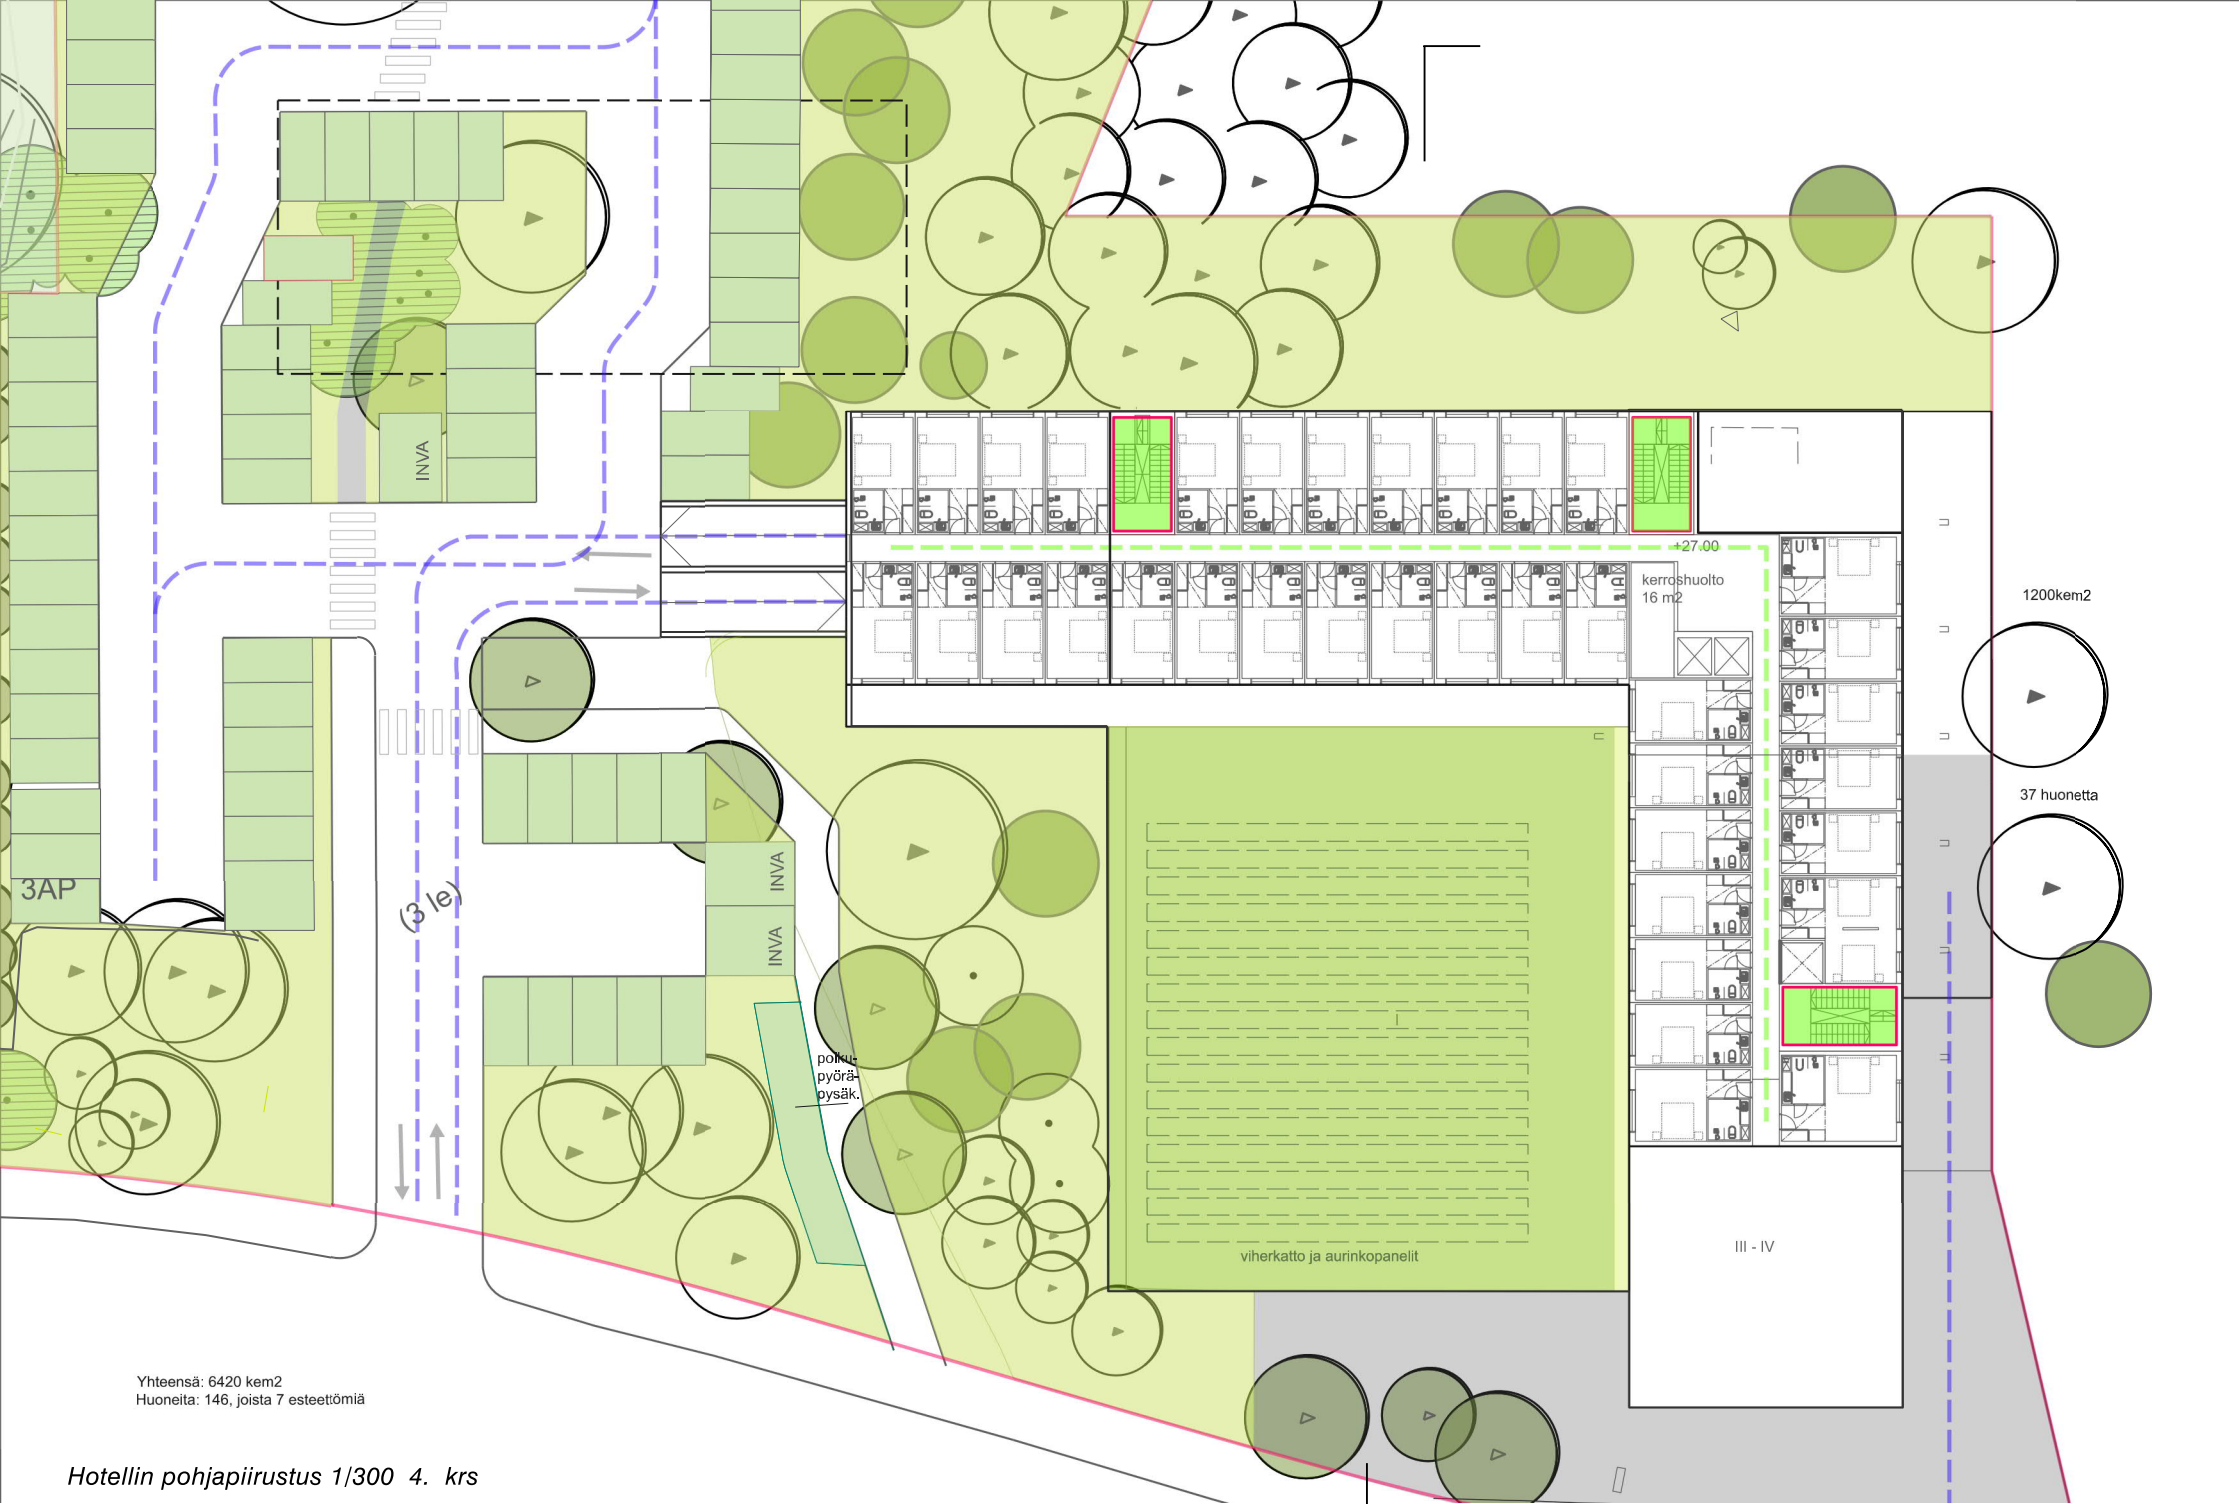 INVA
+27.00
kerroshuolto
16 m2
1200kem2
37 huonetta
3AP
(3 le)
INVA
INVA
polku-
pyörä-
pysäk.
viherkatto ja aurinkopanelit
III - IV
Yhteensä: 6420 kem2
Huoneita: 146, joista 7 esteettömiä
Hotellin pohjapiirustus 1/300 4. krs